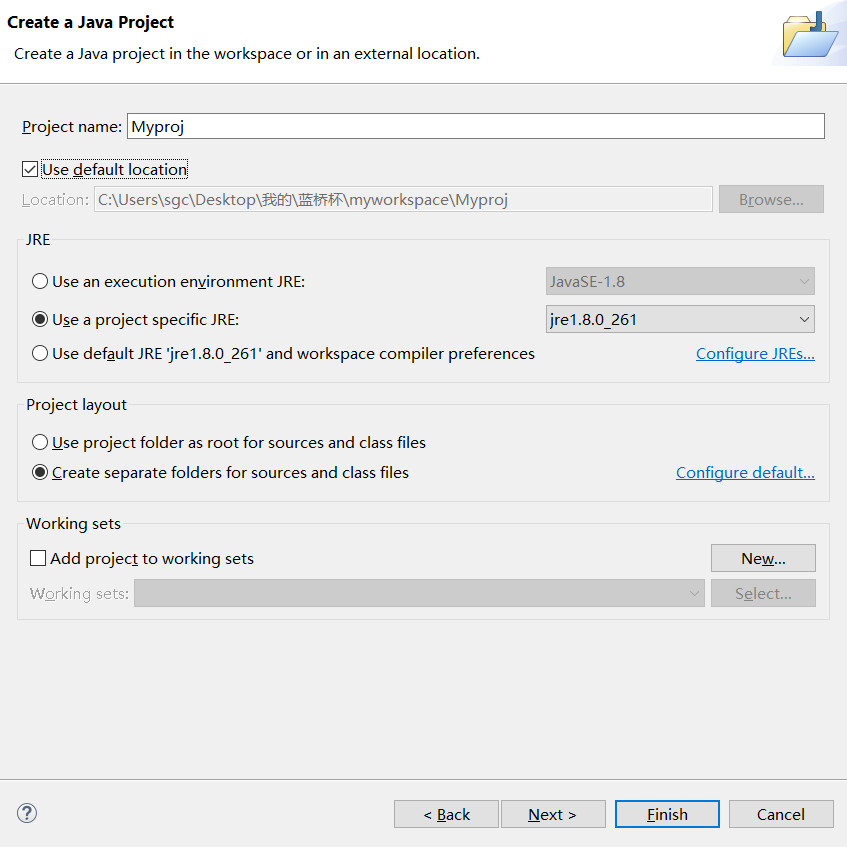 Create a Java Project
Create a Java project in the workspace or in an external location.
Project name: Myproj
Use default location
Location: C:\Users\sgc\Desktop\我的\蓝桥杯\myworkspace\Myproj Browse...
JRE
Use an execution environment JRE: JavaSE-1.8
Use a project specific JRE: jre1.8.0_261
Use default JRE 'jre1.8.0_261' and workspace compiler preferences Configure JREs...
Project layout
Use project folder as root for sources and class files
Create separate folders for sources and class files Configure default...
Working sets
Add project to working sets New...
Working sets: Select...
? < Back Next > Finish Cancel